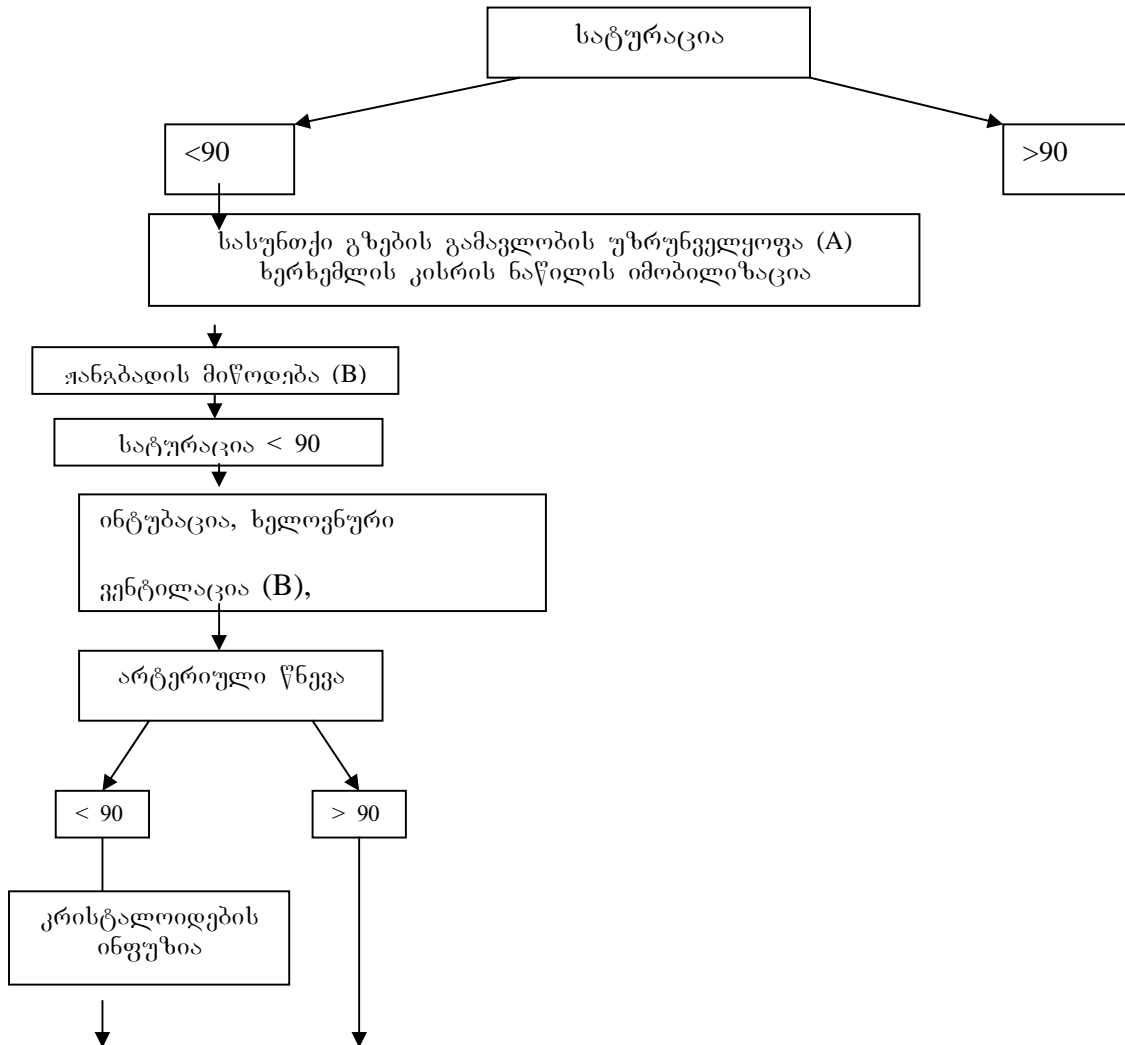 სატურაცია
<90
>90
სასუნთქი გზების გამავლობის უზრუნველყოფა (A)
ხერხემლის კისრის ნაწილის იმობილიზაცია
ჟანგბადის მიწოდება (B)
სატურაცია < 90
ინტუბაცია, ხელოვნური
ვენტილაცია (B),
არტერიული წნევა
< 90
> 90
კრისტალოიდების
ინფუზია